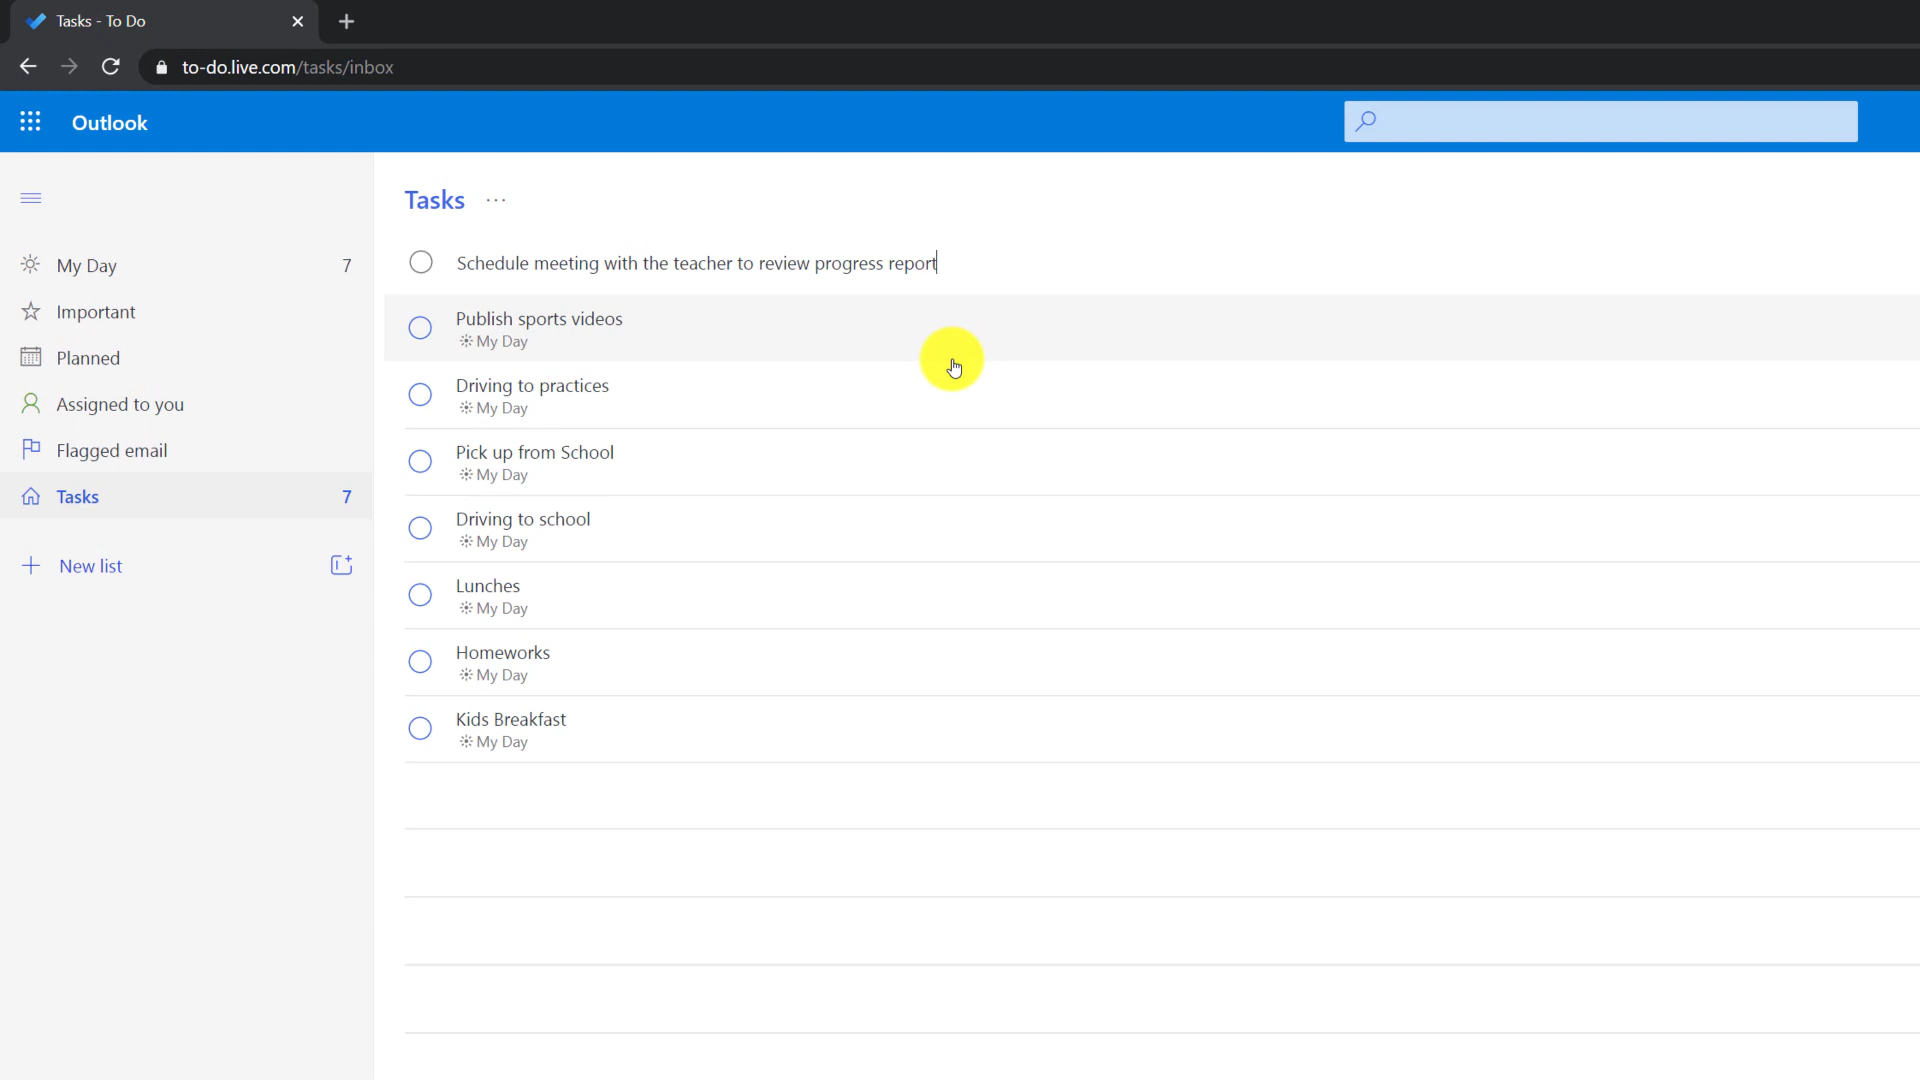 Tasks - To Do
to-do.live.com/tasks/inbox
Outlook
My Day 7
Important
Planned
Assigned to you
Flagged email
Tasks 7
New list
Tasks ...
Schedule meeting with the teacher to review progress report
Publish sports videos
My Day
Driving to practices
My Day
Pick up from School
My Day
Driving to school
My Day
Lunches
My Day
Homeworks
My Day
Kids Breakfast
My Day